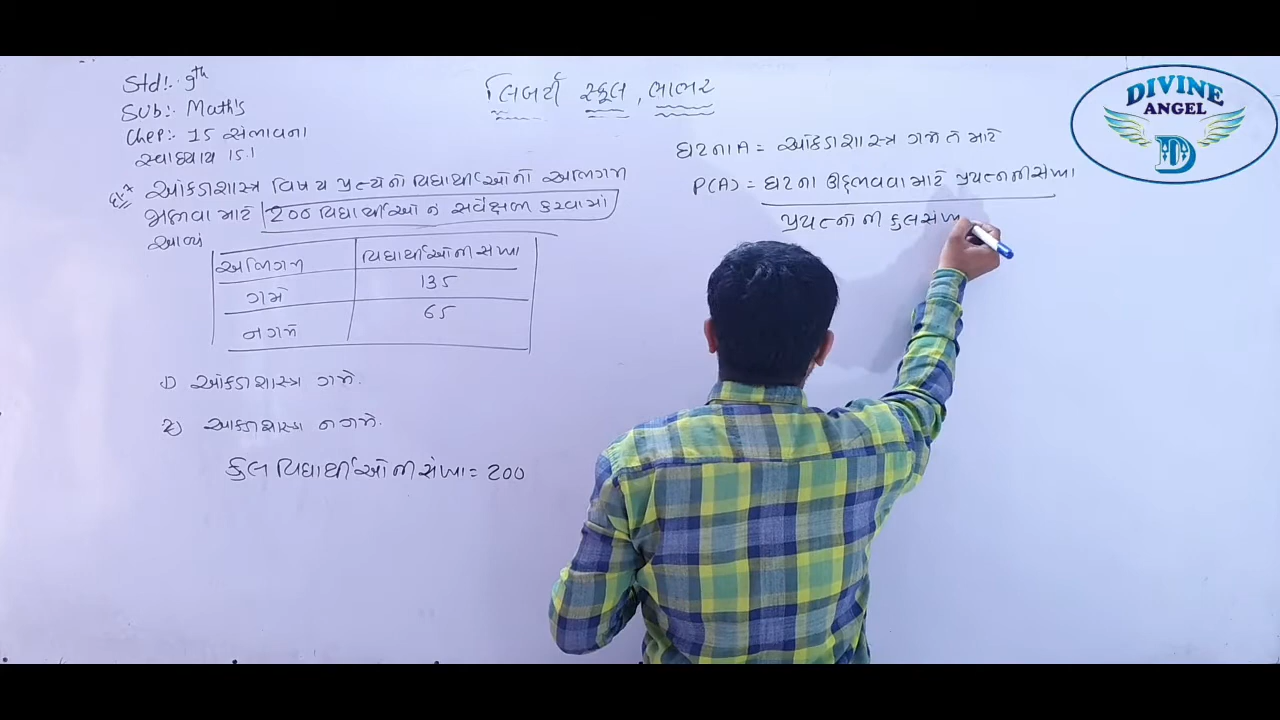 Std:- 9th
Sub:- Math's
Chep:- 15 સંભાવના
સ્વાધ્યાય 15.1
લિબર્ટી સ્કૂલ, ભાભર
આંકડાશાસ્ત્ર વિષય પ્રત્યેનો વિદ્યાર્થીઓનો અભિગમ
જાણવા માટે 200 વિદ્યાર્થીઓનું સર્વેક્ષણ કરવામાં
આવ્યું
અભિગમ વિદ્યાર્થીઓની સંખ્યા
ગમે 135
ન ગમે 65
1) આંકડાશાસ્ત્ર ગમે.
2) આંકડાશાસ્ત્ર ન ગમે.
કુલ વિદ્યાર્થીઓની સંખ્યા = 200
ઘટના A = આંકડાશાસ્ત્ર ગમે તે માટે
P(A) = ઘટના ઉદ્ભવવા માટે પ્રયત્નની સંખ્યા
પ્રયત્નોની કુલ સંખ્
DIVINE
ANGEL
D